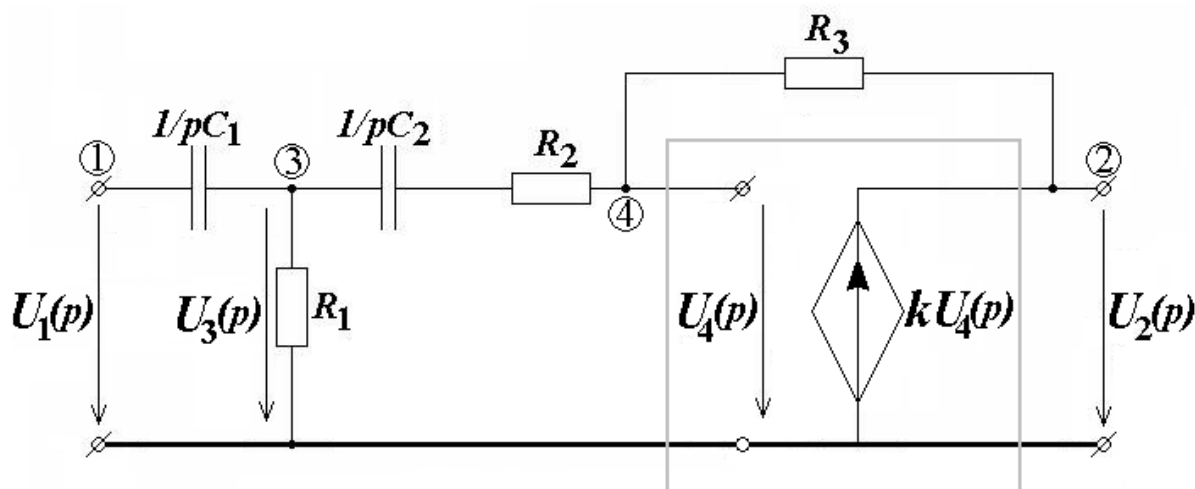 R3
1/pC1
1/pC2
1
3
R2
2
4
U1(p)
U3(p)
R1
U4(p)
kU4(p)
U2(p)